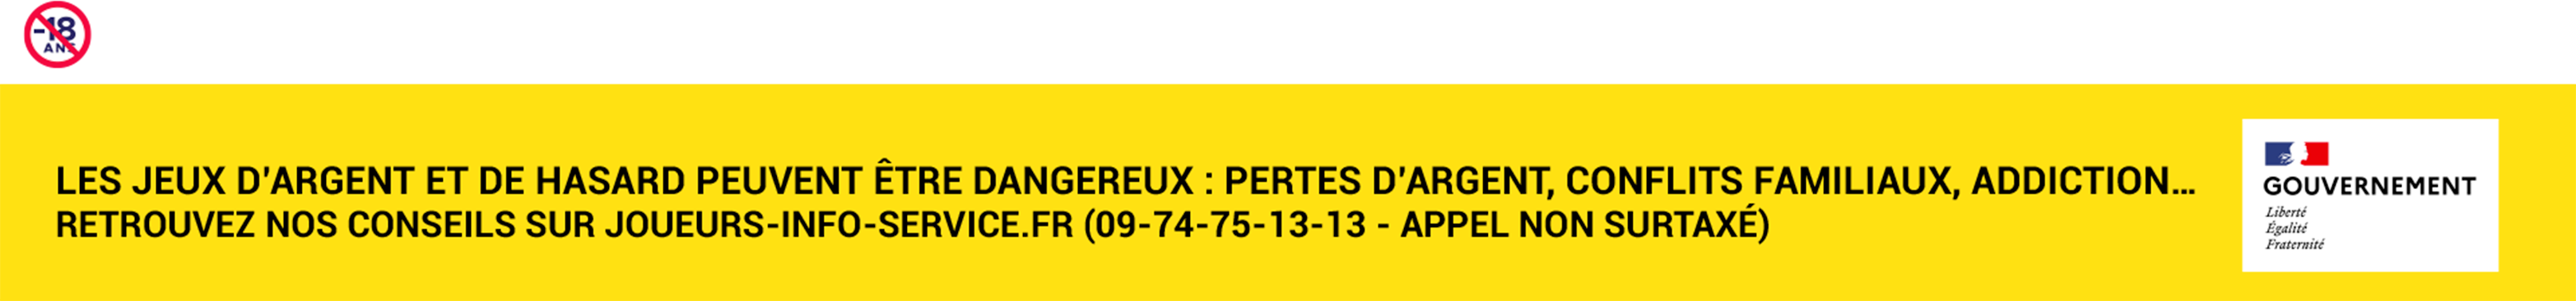 -18
ANS
LES JEUX D'ARGENT ET DE HASARD PEUVENT ÊTRE DANGEREUX : PERTES D'ARGENT, CONFLITS FAMILIAUX, ADDICTION...
RETROUVEZ NOS CONSEILS SUR JOUEURS-INFO-SERVICE.FR (09-74-75-13-13 - APPEL NON SURTAXÉ)
GOUVERNEMENT
Liberté
Égalité
Fraternité